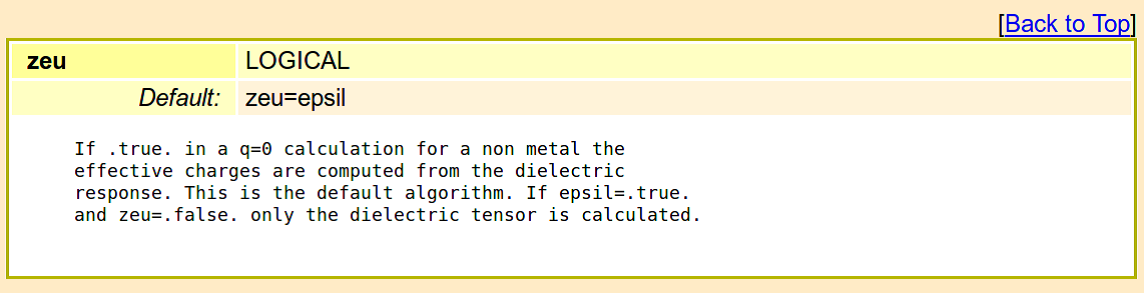 [Back to Top]
zeu LOGICAL
Default: zeu=epsil
If .true. in a q=0 calculation for a non metal the
effective charges are computed from the dielectric
response. This is the default algorithm. If epsil=.true.
and zeu=.false. only the dielectric tensor is calculated.